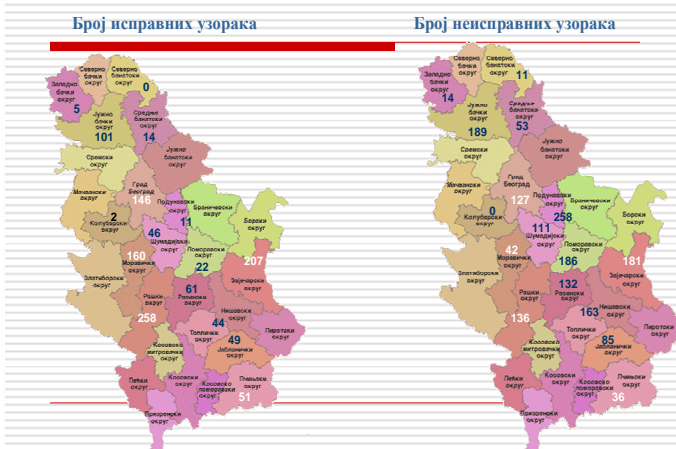 Број исправних узорака
Број неисправних узорака
Северно
бачки
округ
Северно
банатски
округ
0
Западно
бачки
округ
5
Јужно
бачки
округ
101
Средње
банатски
округ
14
Јужно
банатски
округ
Сремски
округ
Мачвански
округ
Град
Београд
146
2
Колубарски
округ
Подунавски
округ
11
Браничевски
округ
Борски
округ
46
Шумадијски
округ
160
Моравички
округ
Поморавски
округ
22
207
Зајечарски
округ
Златиборски
округ
61
Расински
округ
Рашки
округ
258
Нишавски
округ
44
Топлички
округ
49
Јабланички
округ
Пиротски
округ
Косовско
митровачки
округ
Пећки
округ
Косовски
округ
Косовско
поморавски
округ
Пчињски
округ
51
Призренски
округ
Северно
бачки
округ
Северно
банатски
округ
11
Западно
бачки
округ
14
Јужно
бачки
округ
189
Средње
банатски
округ
53
Јужно
банатски
округ
Сремски
округ
Мачвански
округ
Град
Београд
127
0
Колубарски
округ
Подунавски
округ
258
Браничевски
округ
Борски
округ
111
Шумадијски
округ
42
Моравички
округ
Поморавски
округ
186
181
Зајечарски
округ
Златиборски
округ
132
Расински
округ
Рашки
округ
136
Нишавски
округ
163
Топлички
округ
85
Јабланички
округ
Пиротски
округ
Косовско
митровачки
округ
Пећки
округ
Косовски
округ
Косовско
поморавски
округ
Пчињски
округ
36
Призренски
округ